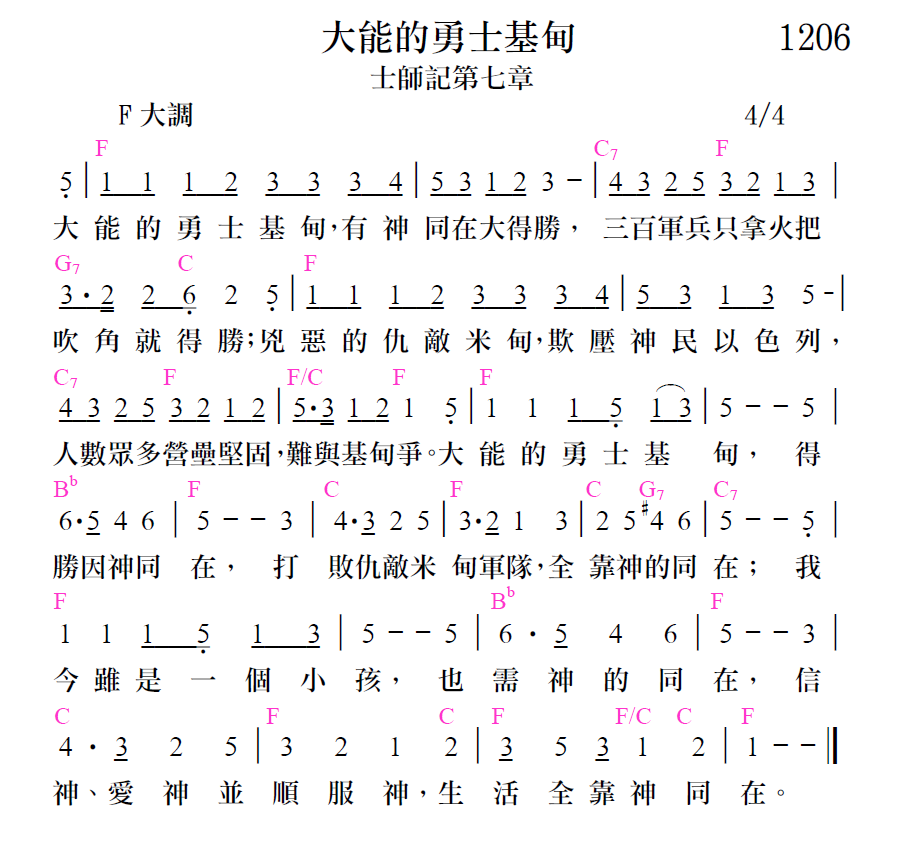 大能的勇士基甸 1206
士師記第七章
F 大調 4/4
F C7 F
5̣ | 1 1 1 2 3 3 3 4 | 5 3 1 2 3 － | 4 3 2 5 3 2 1 3 |
大能的勇士基甸，有神同在大得勝，三百軍兵只拿火把
G7 C F
3・2 2 6̣ 2 5̣ | 1 1 1 2 3 3 3 4 | 5 3 1 3 5 - |
吹角就得勝；兇惡的仇敵米甸，欺壓神民以色列，
C7 F F/C F F
4 3 2 5 3 2 1 2 | 5・3 1 2 1 5̣ | 1 1 1 5̣ 1 3 | 5 － － 5 |
人數眾多營壘堅固，難與基甸爭。大能的勇士基甸，得
Bb F C F C G7 C7
6・5 4 6 | 5 － － 3 | 4・3 2 5 | 3・2 1 3 | 2 5 #4 6 | 5 － － 5̣ |
勝因神同在，打敗仇敵米甸軍隊，全靠神的同在；我
F Bb F
1 1 1 5̣ 1 3 | 5 － － 5 | 6・5 4 6 | 5 － － 3 |
今雖是一個小孩，也需神的同在，信
C F C F F/C C F
4・3 2 5 | 3 2 1 2 | 3 5 3 1 2 | 1 － － ‖
神、愛神並順服神，生活全靠神同在。